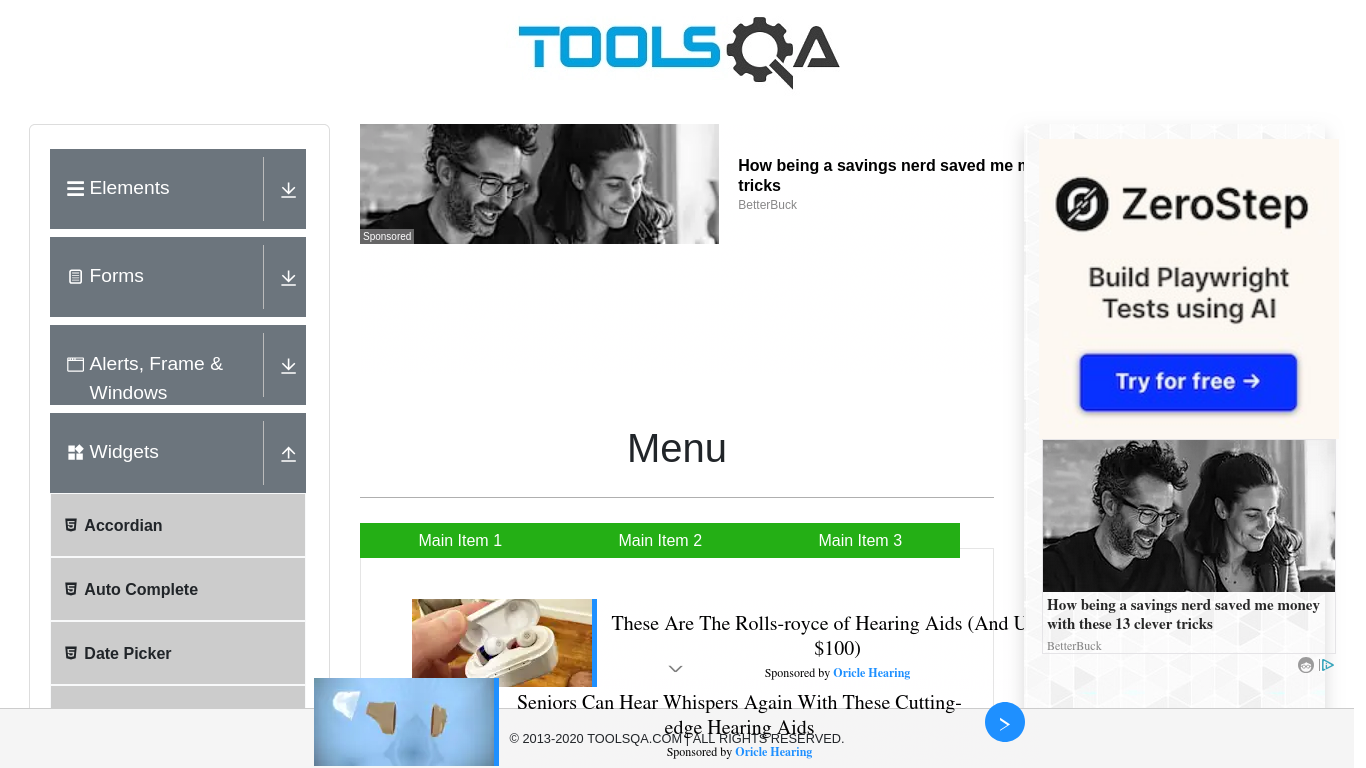 TOOLSQA
Elements
Forms
Alerts, Frame &
Windows
Widgets
Accordian
Auto Complete
Date Picker
Sponsored
How being a savings nerd saved me
tricks
BetterBuck
Menu
Main Item 1
Main Item 2
Main Item 3
These Are The Rolls-royce of Hearing Aids (And
$100)
Sponsored by Oricle Hearing
Seniors Can Hear Whispers Again With These Cutting-
edge Hearing Aids
Sponsored by Oricle Hearing
© 2013-2020 TOOLSQA.COM | ALL RIGHTS RESERVED.
ZeroStep
Build Playwright
Tests using AI
Try for free →
How being a savings nerd saved me money
with these 13 clever tricks
BetterBuck